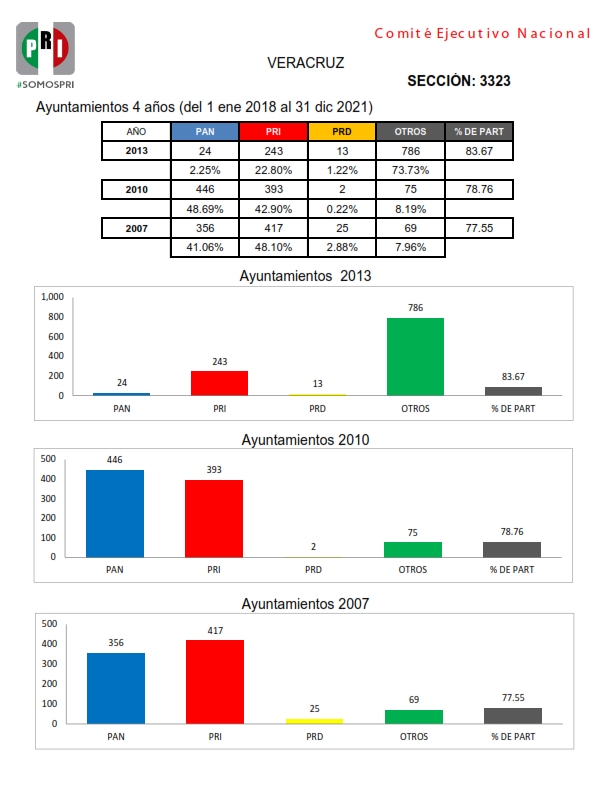 Comité Ejecutivo Nacional
PRI
#SOMOSPRI
VERACRUZ
SECCIÓN: 3323
Ayuntamientos 4 años (del 1 ene 2018 al 31 dic 2021)
AÑO PAN PRI PRD OTROS % DE PART
2013 24 243 13 786 83.67
2.25% 22.80% 1.22% 73.73%
2010 446 393 2 75 78.76
48.69% 42.90% 0.22% 8.19%
2007 356 417 25 69 77.55
41.06% 48.10% 2.88% 7.96%
Ayuntamientos 2013
1,000
800
600
400
200
0
24 243 13 786 83.67
PAN PRI PRD OTROS % DE PART
Ayuntamientos 2010
500
400
300
200
100
0
446 393 2 75 78.76
PAN PRI PRD OTROS % DE PART
Ayuntamientos 2007
500
400
300
200
100
0
356 417 25 69 77.55
PAN PRI PRD OTROS % DE PART